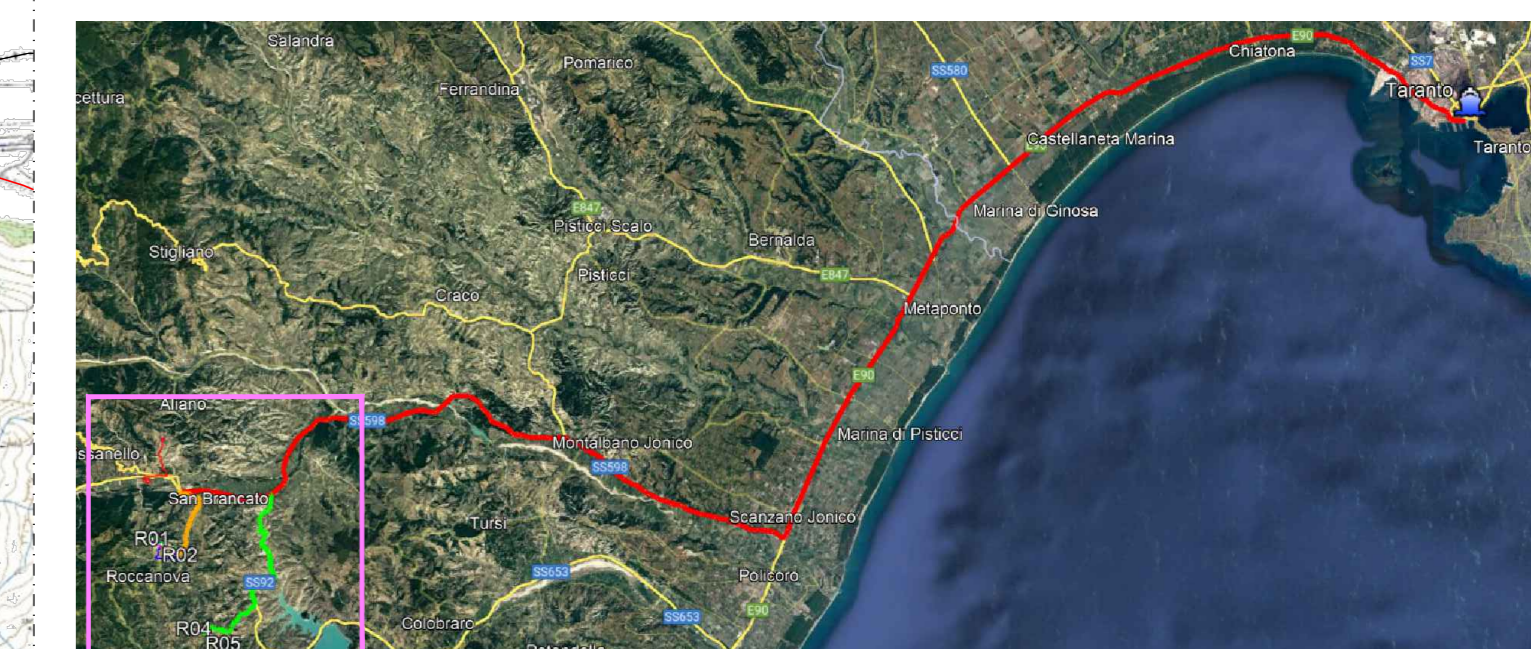 Salandra
E90
Chiatona
SS7
Pomarico
SS580
Ferrandina
Taranto
cettura
Castellaneta Marina
Taranto
E847
Marina di Ginosa
Pisticci Scalo
Bernalda
Stigliano
Pisticci
E847
Craco
Metaponto
E90
Aliano
SS598
Marina di Pisticci
Montalbano Jonico
ssanello
SS598
San Brancato
Scanzano Jonico
Tursi
R01
R02
Roccanova
SS653
Policoro
SS92
E90
SS653
Colobraro
R04
R05